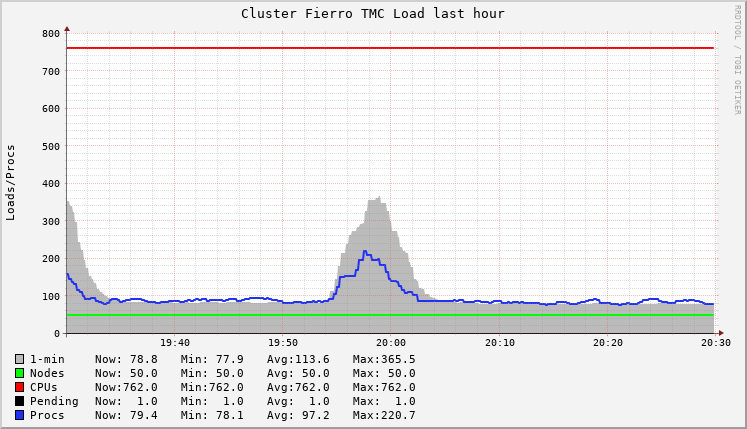 Cluster Fierro TMC Load last hour
RRDTOOL / TOBI OETIKER
Loads/Procs
800
700
600
500
400
300
200
100
0
19:40 19:50 20:00 20:10 20:20 20:30
1-min Now: 78.8 Min: 77.9 Avg:113.6 Max:365.5
Nodes Now: 50.0 Min: 50.0 Avg: 50.0 Max: 50.0
CPUs Now:762.0 Min:762.0 Avg:762.0 Max:762.0
Pending Now: 1.0 Min: 1.0 Avg: 1.0 Max: 1.0
Procs Now: 79.4 Min: 78.1 Avg: 97.2 Max:220.7